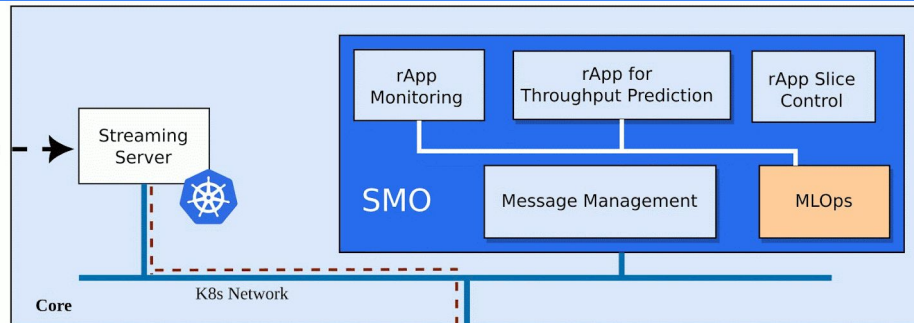 rApp
Monitoring
rApp for
Throughput Prediction
rApp Slice
Control
Streaming
Server
SMO
Message Management
MLOps
K8s Network
Core